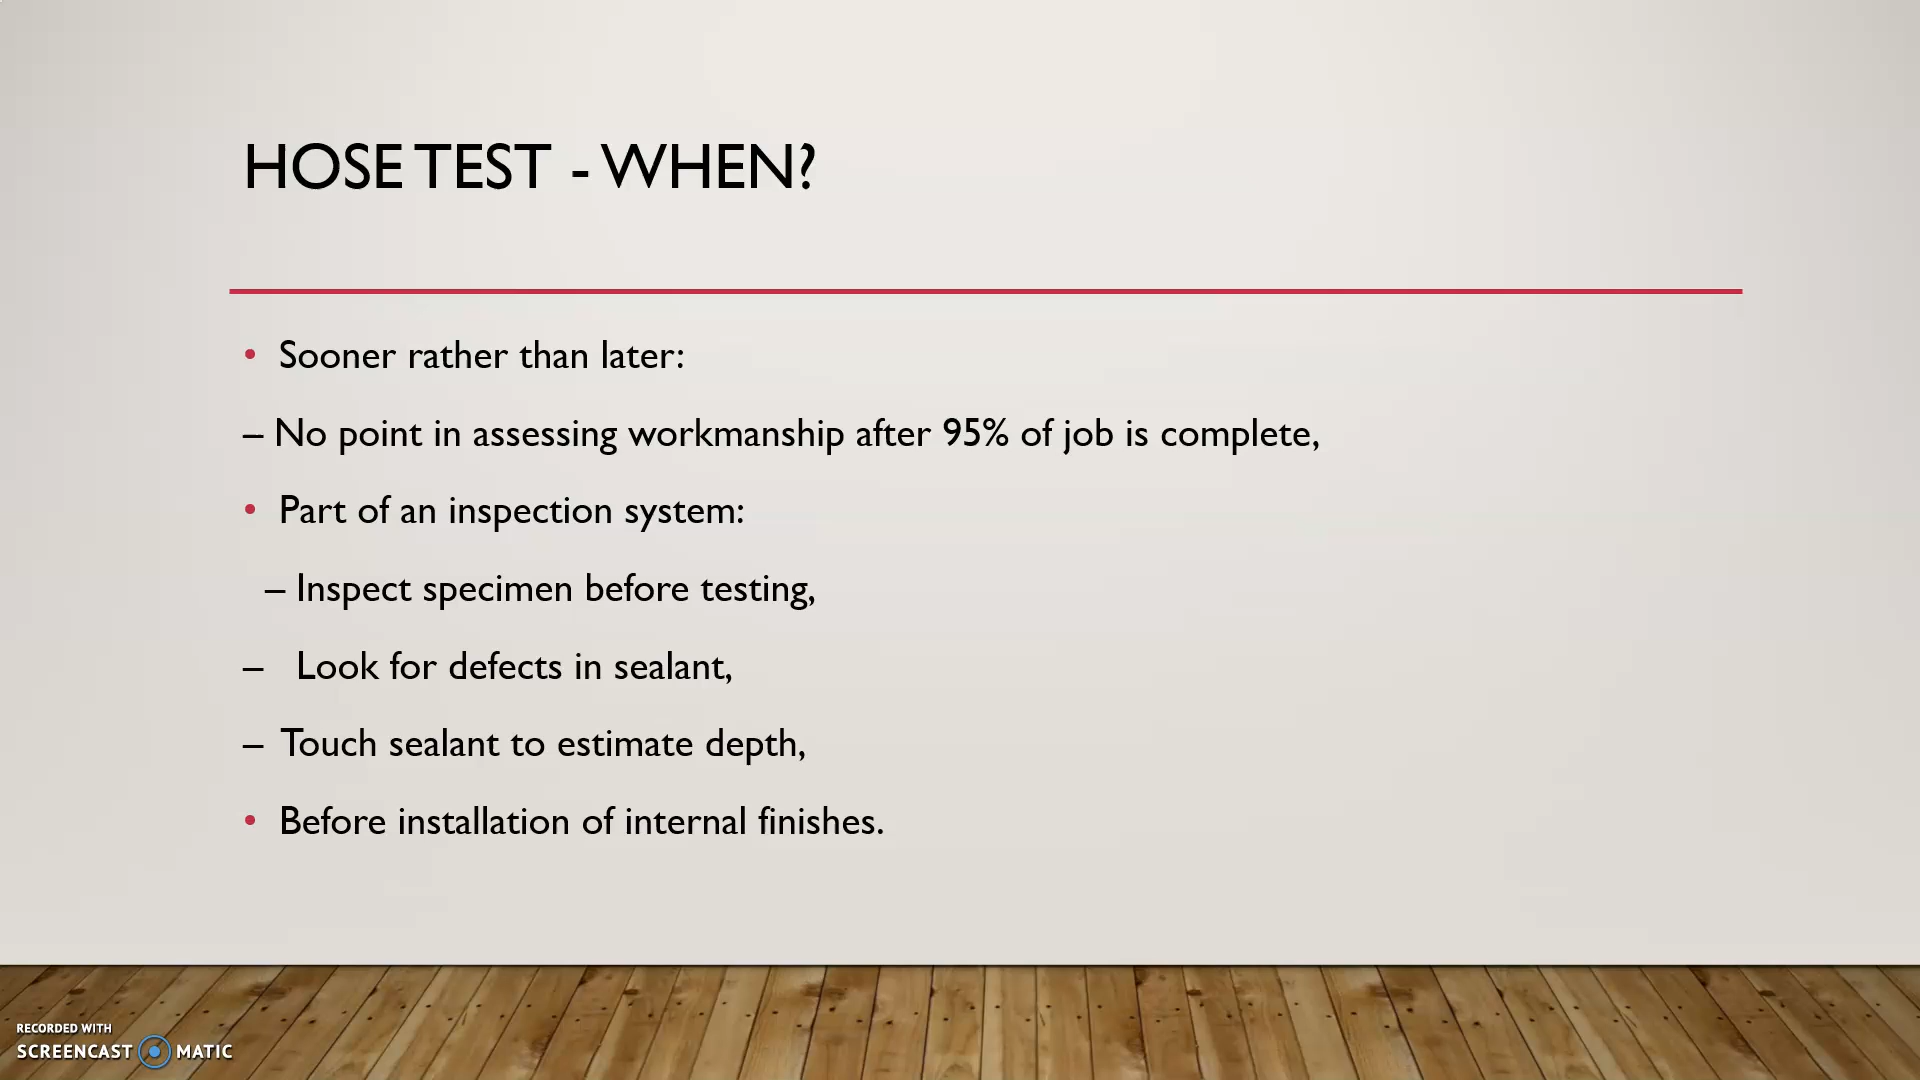 HOSE TEST - WHEN?
• Sooner rather than later:
– No point in assessing workmanship after 95% of job is complete,
• Part of an inspection system:
– Inspect specimen before testing,
– Look for defects in sealant,
– Touch sealant to estimate depth,
• Before installation of internal finishes.
RECORDED WITH
SCREENCAST MATIC